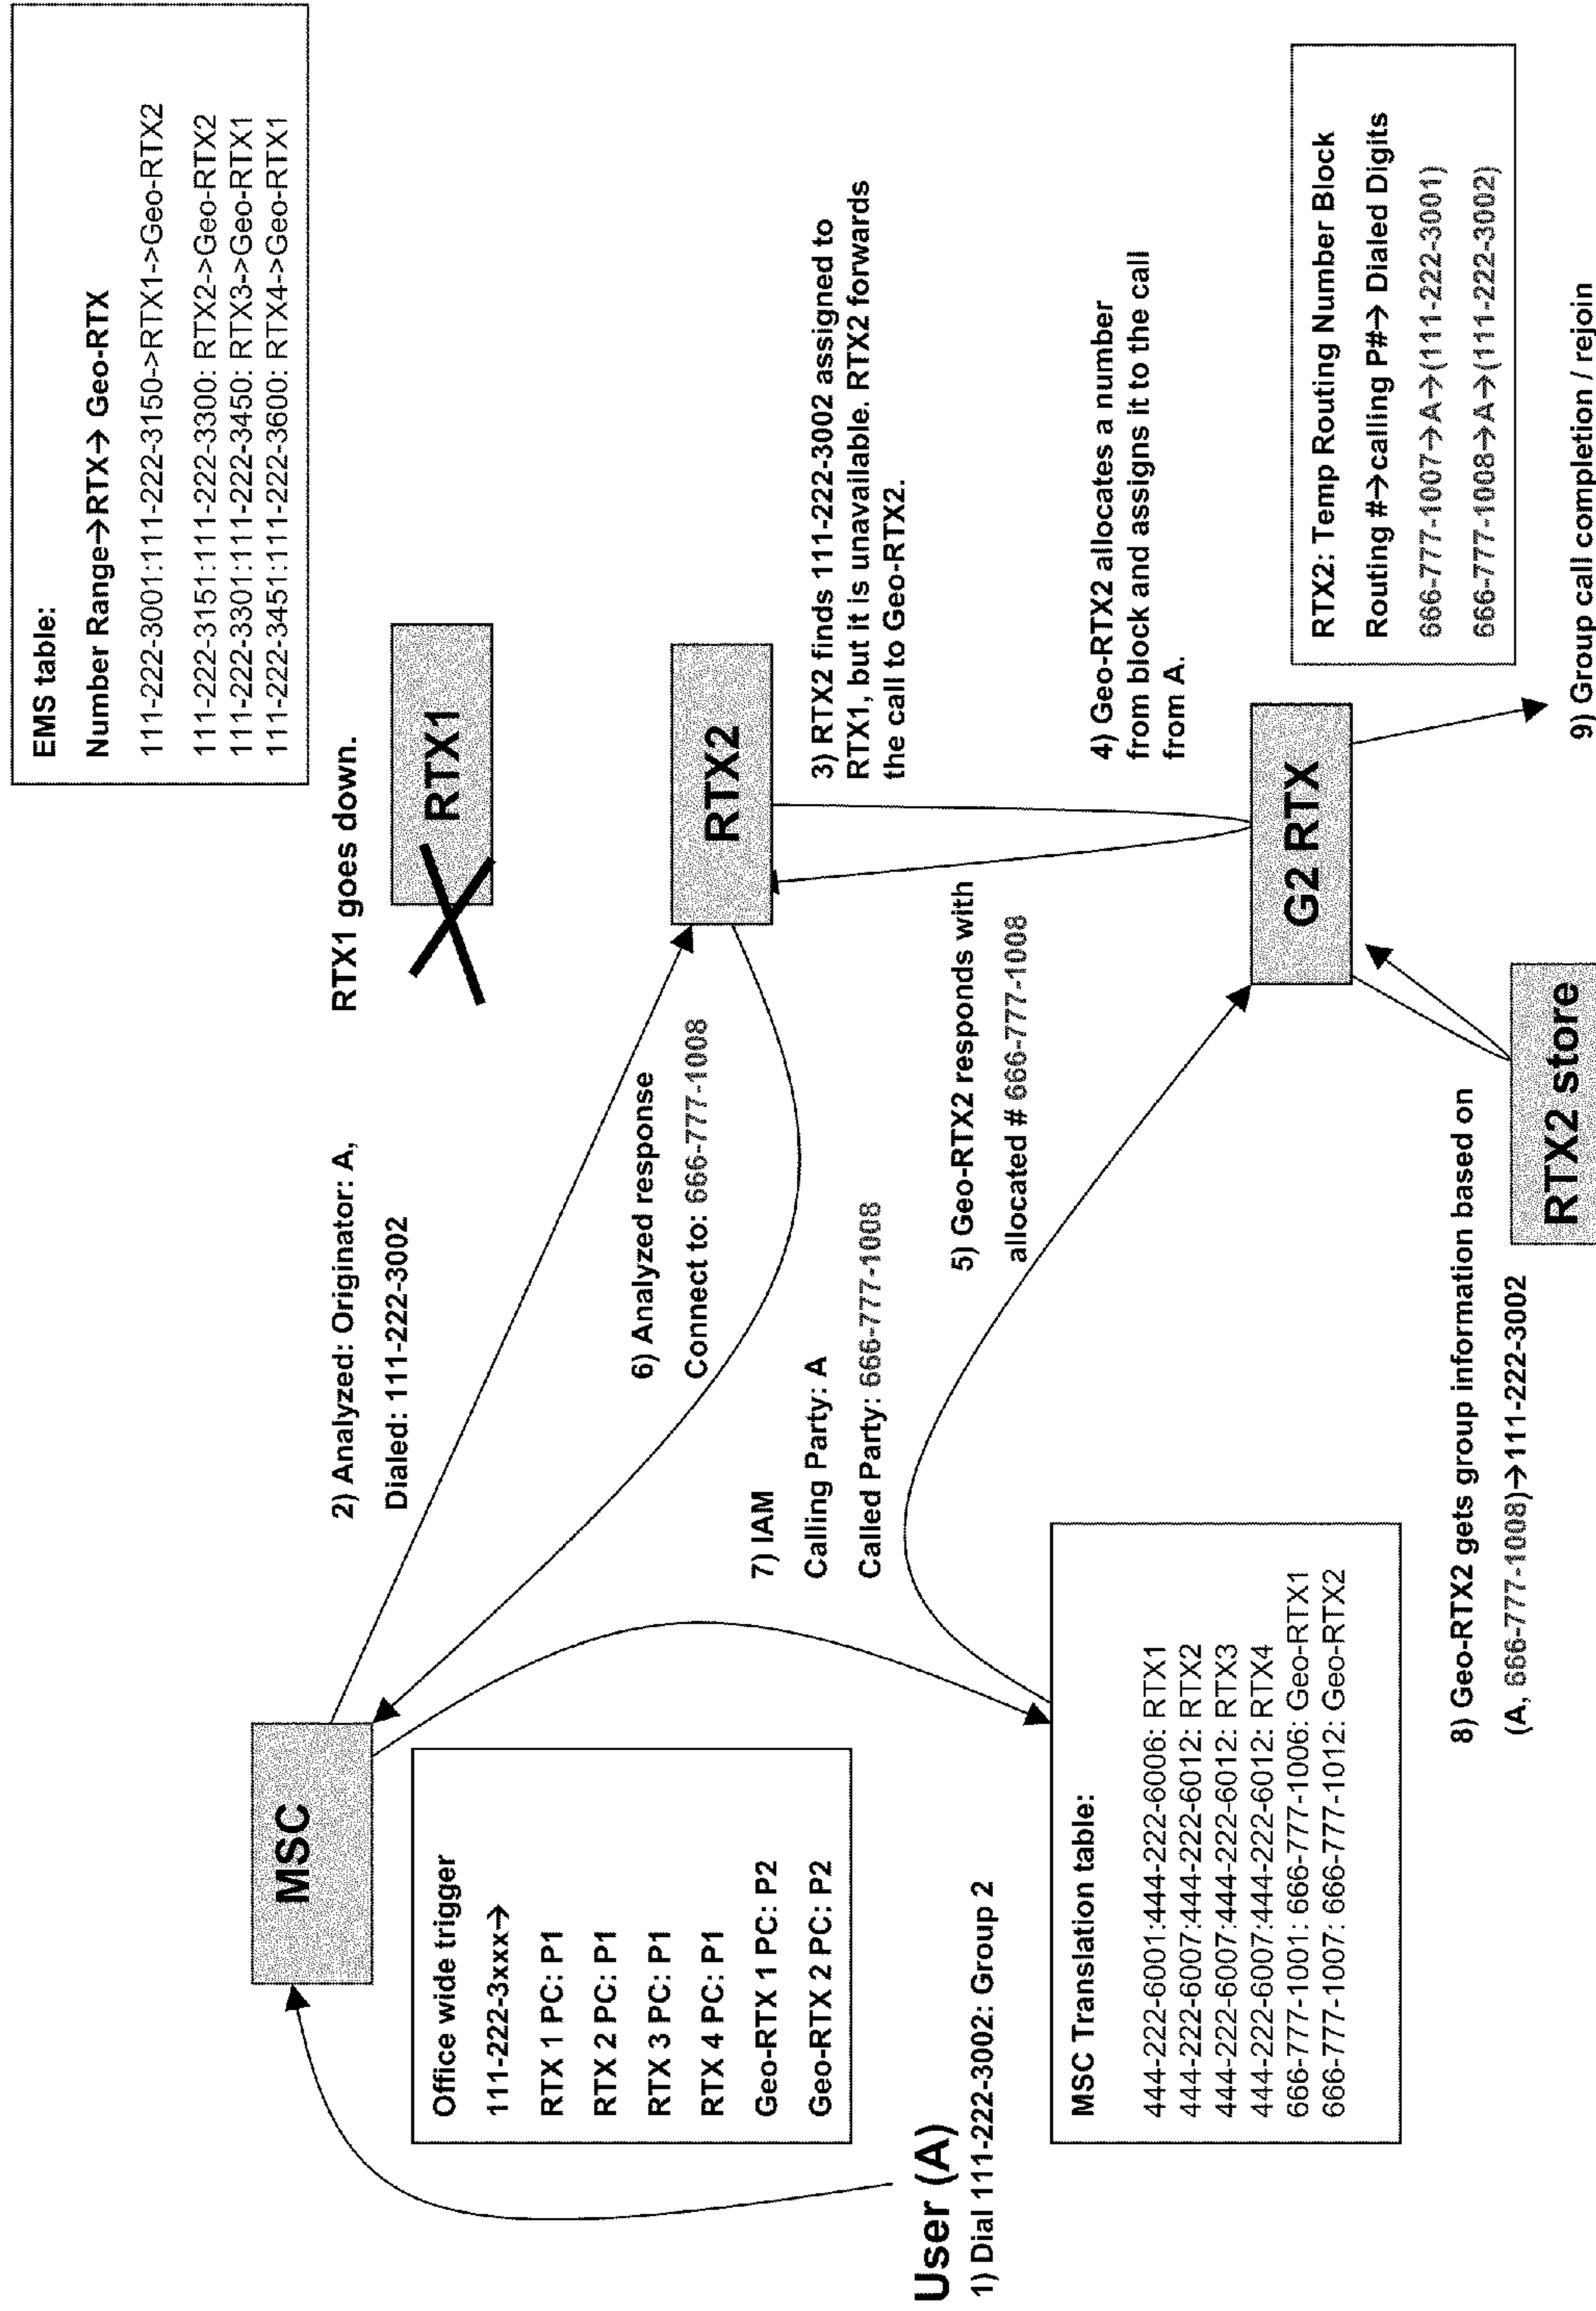 EMS table:
Number Range→RTX→ Geo-RTX
111-222-3001:111-222-3150->RTX1->Geo-RTX2
111-222-3151:111-222-3300: RTX2->Geo-RTX2
111-222-3301:111-222-3450: RTX3->Geo-RTX1
111-222-3451:111-222-3600: RTX4->Geo-RTX1
RTX1 goes down.
RTX1
2) Analyzed: Originator: A,
Dialed: 111-222-3002
MSC
Office wide trigger
111-222-3xxx→
RTX 1 PC: P1
RTX 2 PC: P1
RTX 3 PC: P1
RTX 4 PC: P1
Geo-RTX 1 PC: P2
Geo-RTX 2 PC: P2
RTX2
3) RTX2 finds 111-222-3002 assigned to
RTX1, but it is unavailable. RTX2 forwards
the call to Geo-RTX2.
6) Analyzed response
Connect to: 666-777-1008
7) IAM
Calling Party: A
Called Party: 666-777-1008
User (A)
1) Dial 111-222-3002: Group 2
4) Geo-RTX2 allocates a number
from block and assigns it to the call
from A.
5) Geo-RTX2 responds with
allocated # 666-777-1008
MSC Translation table:
444-222-6001:444-222-6006: RTX1
444-222-6007:444-222-6012: RTX2
444-222-6007:444-222-6012: RTX3
444-222-6007:444-222-6012: RTX4
666-777-1001: 666-777-1006: Geo-RTX1
666-777-1007: 666-777-1012: Geo-RTX2
G2 RTX
RTX2: Temp Routing Number Block
Routing #→calling P#→ Dialed Digits
666-777-1007→A→(111-222-3001)
666-777-1008→A→(111-222-3002)
8) Geo-RTX2 gets group information based on
(A, 666-777-1008)→111-222-3002
RTX2 store
9) Group call completion / rejoin